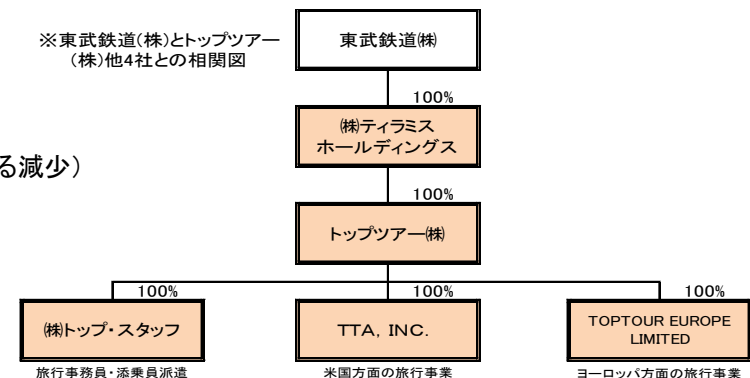 ※東武鉄道(株)とトップツアー
(株)他4社との相関図
東武鉄道㈱
100%
㈱ティラミス
ホールディングス
る減少）
100%
トップツアー㈱
100%
100%
100%
㈱トップ・スタッフ
TTA, INC.
TOPTOUR EUROPE
LIMITED
旅行事務員・添乗員派遣
米国方面の旅行事業
ヨーロッパ方面の旅行事業